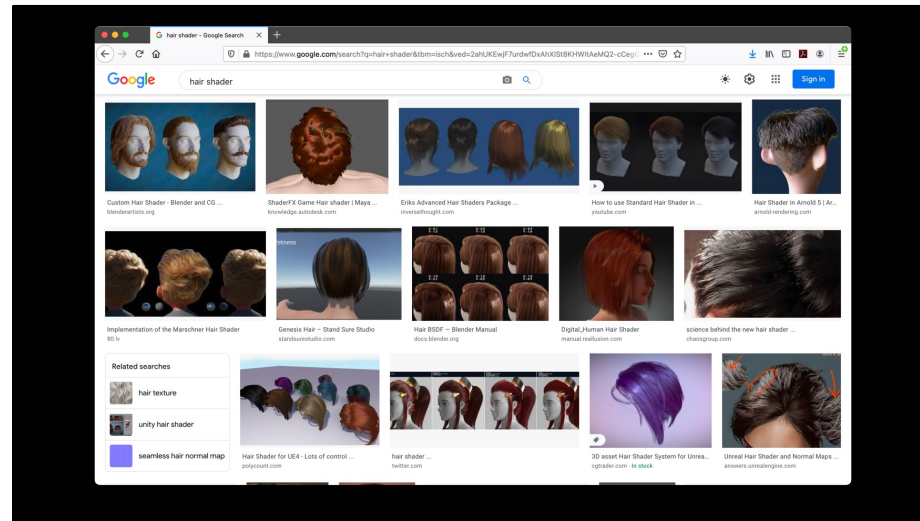 hair shader - Google Search
https://www.google.com/search?q=hair+shader&tbm=isch&ved=2ahUKEwjF7urdwfDxAhXISt8KHWItAeMQ2-cCegQ
Google
hair shader
Sign in
Custom Hair Shader - Blender and CG ...
blenderartists.org
ShaderFX Game Hair shader | Maya ...
knowledge.autodesk.com
Eriks Advanced Hair Shaders Package ...
inversethought.com
How to use Standard Hair Shader in ...
youtube.com
Hair Shader in Arnold 5 | Ar...
arnold-rendering.com
Implementation of the Marschner Hair Shader
80.lv
Genesis Hair – Stand Sure Studio
standsurestudio.com
Hair BSDF — Blender Manual
docs.blender.org
Digital_Human Hair Shader
manual.reallusion.com
science behind the new hair shader ...
chaosgroup.com
Related searches
hair texture
unity hair shader
seamless hair normal map
Hair Shader for UE4 - Lots of control ...
polycount.com
hair shader ...
twitter.com
3D asset Hair Shader System for Unrea...
cgtrader.com · In stock
Unreal Hair Shader and Normal Maps ...
answers.unrealengine.com